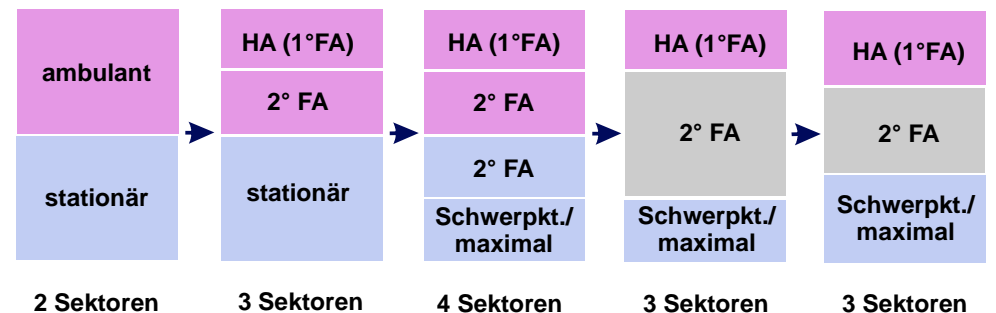 ambulant
stationär
2 Sektoren
HA (1°FA)
2° FA
stationär
3 Sektoren
HA (1°FA)
2° FA
2° FA
Schwerpkt./
maximal
4 Sektoren
HA (1°FA)
2° FA
Schwerpkt./
maximal
3 Sektoren
HA (1°FA)
2° FA
Schwerpkt./
maximal
3 Sektoren